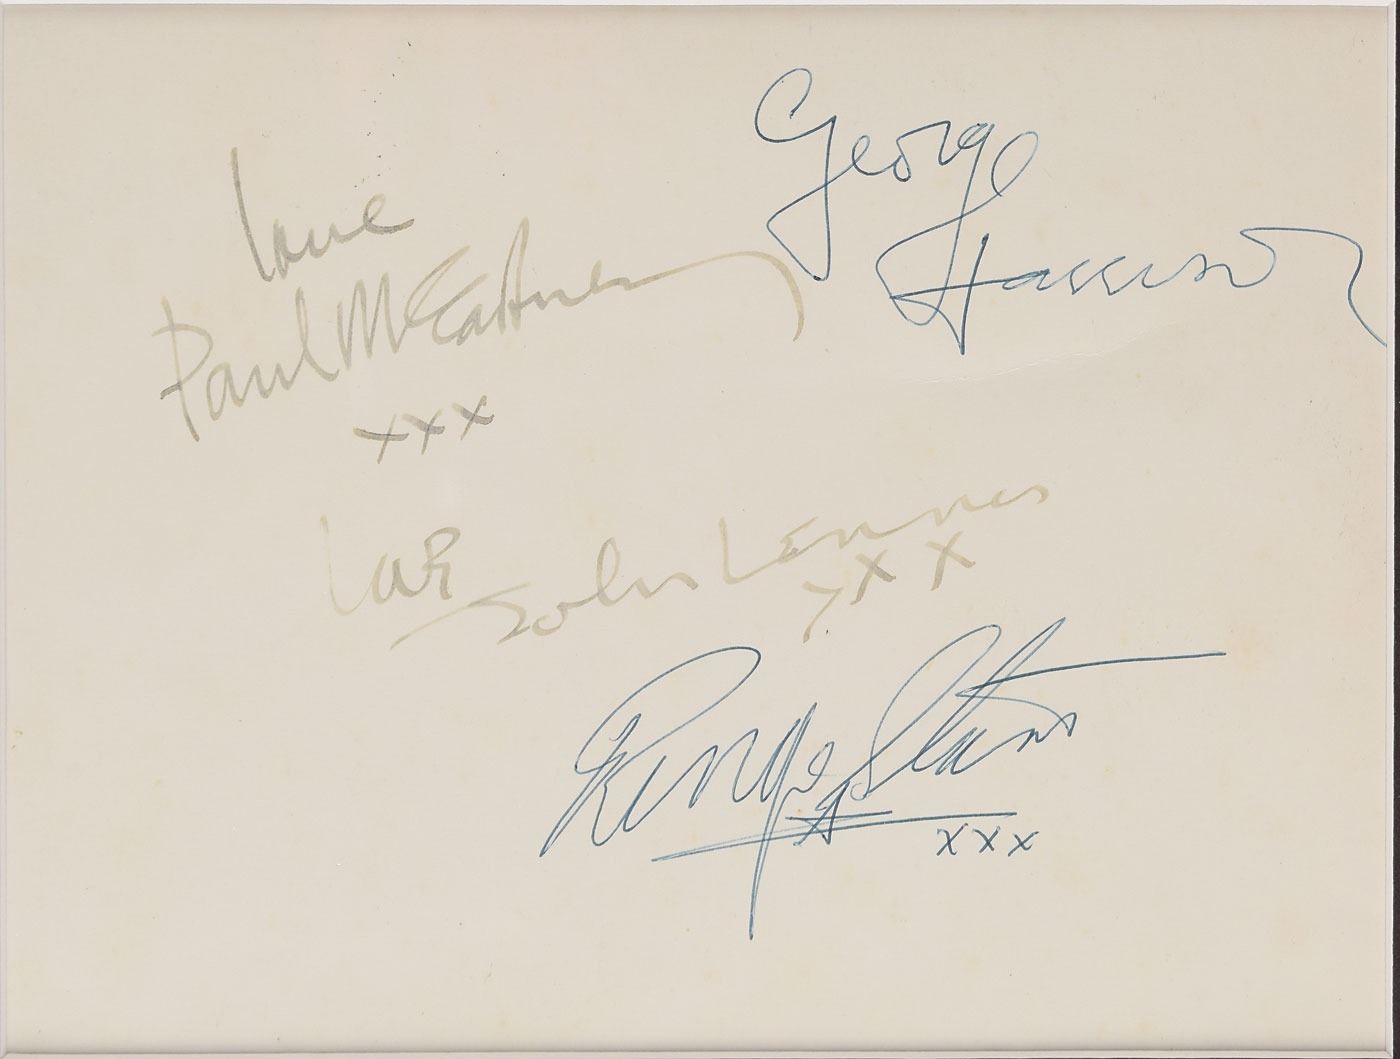 George
Harrison
love
Paul McCartney
xxx
love John Lennon
xxx
Ringo Starr
xxx